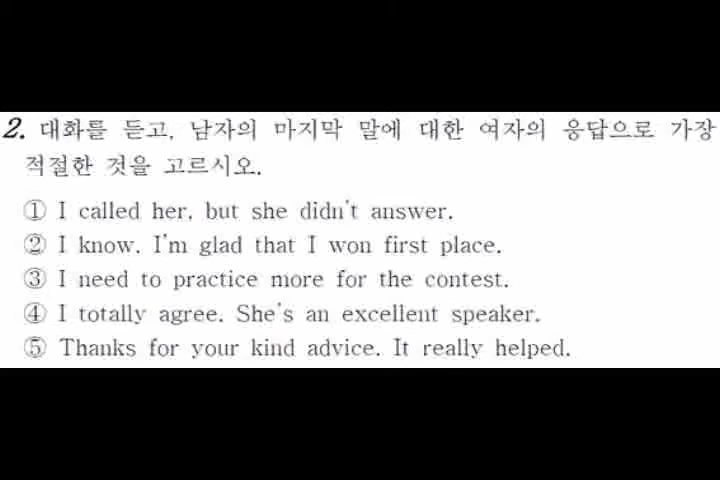 2. 대화를 듣고, 남자의 마지막 말에 대한 여자의 응답으로 가장
적절한 것을 고르시오.
① I called her, but she didn't answer.
② I know. I'm glad that I won first place.
③ I need to practice more for the contest.
④ I totally agree. She's an excellent speaker.
⑤ Thanks for your kind advice. It really helped.